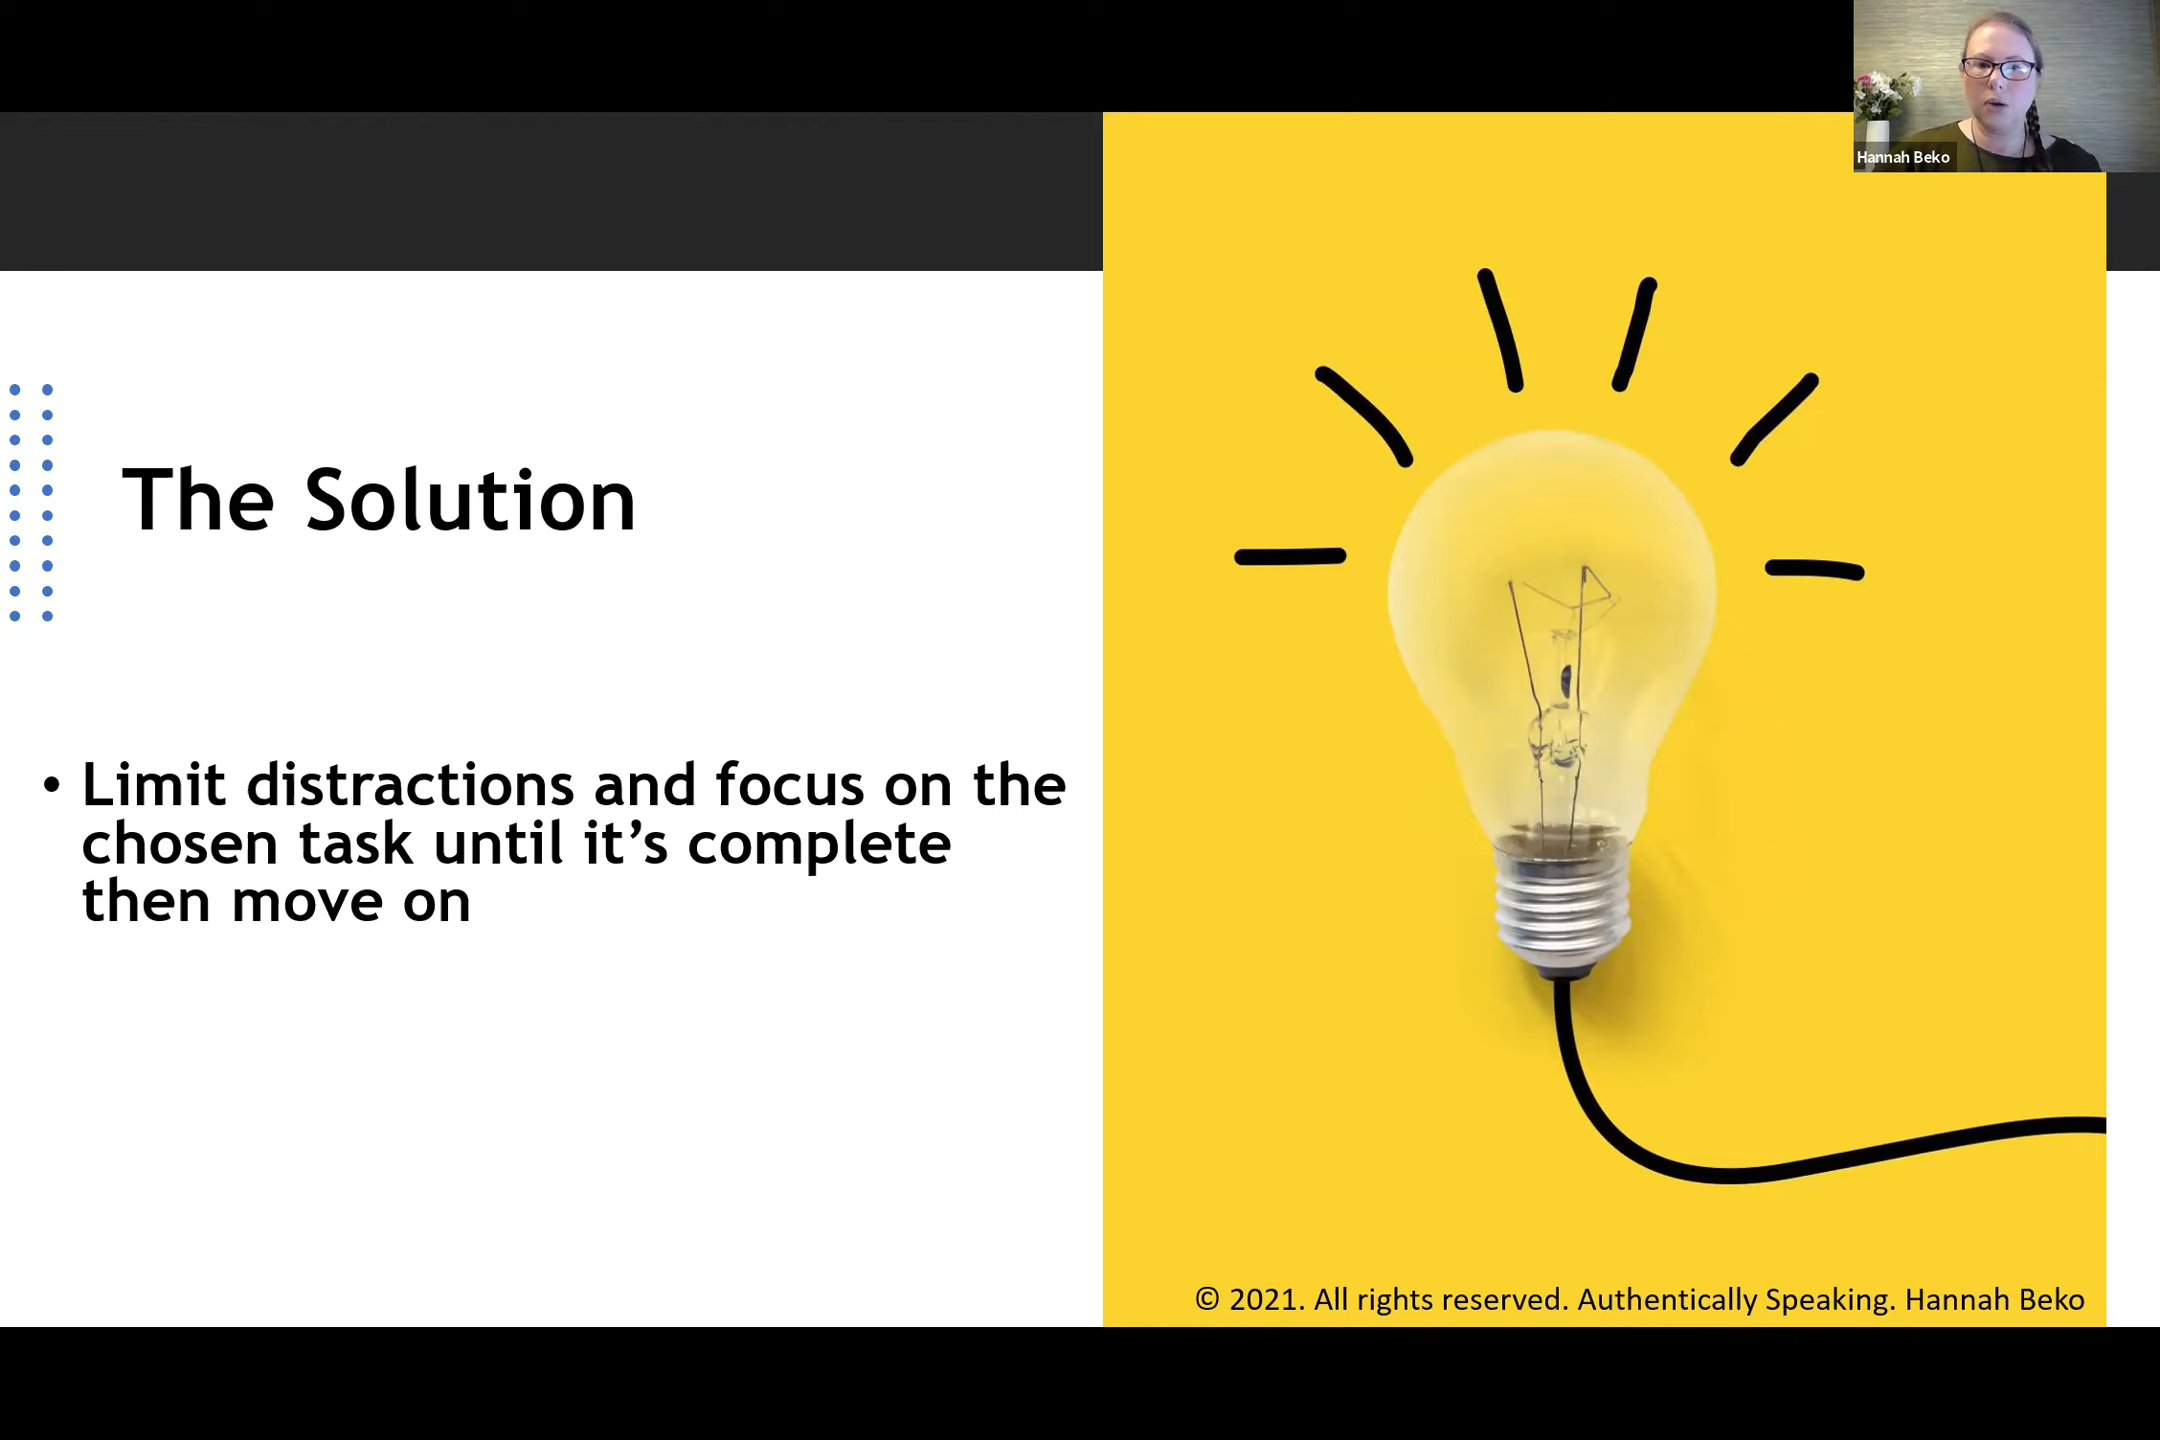 Hannah Beko
The Solution
• Limit distractions and focus on the
chosen task until it’s complete
then move on
© 2021. All rights reserved. Authentically Speaking. Hannah Beko